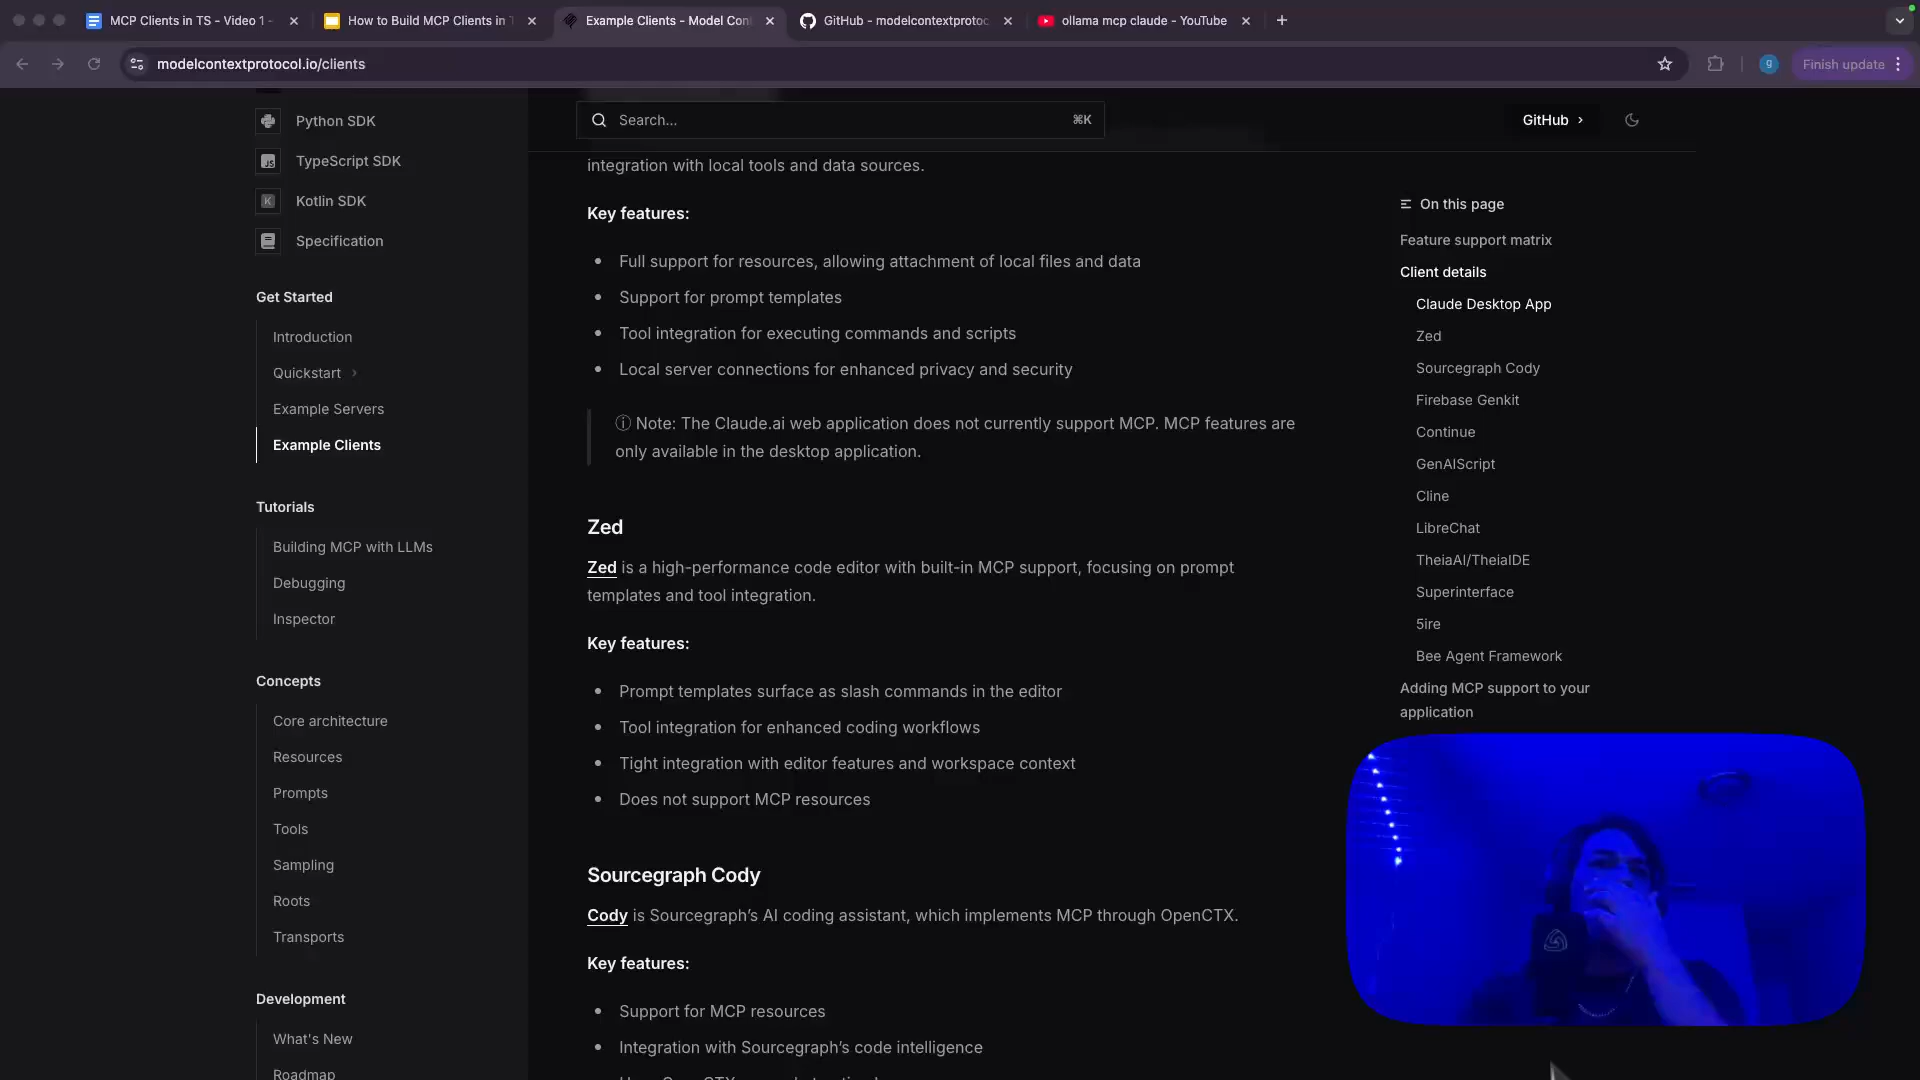 MCP Clients in TS - Video 1 -
How to Build MCP Clients in
Example Clients - Model Con
GitHub - modelcontextprotoc
ollama mcp claude - YouTube
modelcontextprotocol.io/clients
g
Finish update
Python SDK
TypeScript SDK
Kotlin SDK
Specification
Get Started
Introduction
Quickstart
Example Servers
Example Clients
Tutorials
Building MCP with LLMs
Debugging
Inspector
Concepts
Core architecture
Resources
Prompts
Tools
Sampling
Roots
Transports
Development
What's New
Roadmap
Search...
⌘K
GitHub
integration with local tools and data sources.
Key features:
Full support for resources, allowing attachment of local files and data
Support for prompt templates
Tool integration for executing commands and scripts
Local server connections for enhanced privacy and security
ⓘ Note: The Claude.ai web application does not currently support MCP. MCP features are
only available in the desktop application.
Zed
Zed is a high-performance code editor with built-in MCP support, focusing on prompt
templates and tool integration.
Key features:
Prompt templates surface as slash commands in the editor
Tool integration for enhanced coding workflows
Tight integration with editor features and workspace context
Does not support MCP resources
Sourcegraph Cody
Cody is Sourcegraph’s AI coding assistant, which implements MCP through OpenCTX.
Key features:
Support for MCP resources
Integration with Sourcegraph’s code intelligence
On this page
Feature support matrix
Client details
Claude Desktop App
Zed
Sourcegraph Cody
Firebase Genkit
Continue
GenAIScript
Cline
LibreChat
TheiaAI/TheiaIDE
Superinterface
5ire
Bee Agent Framework
Adding MCP support to your
application